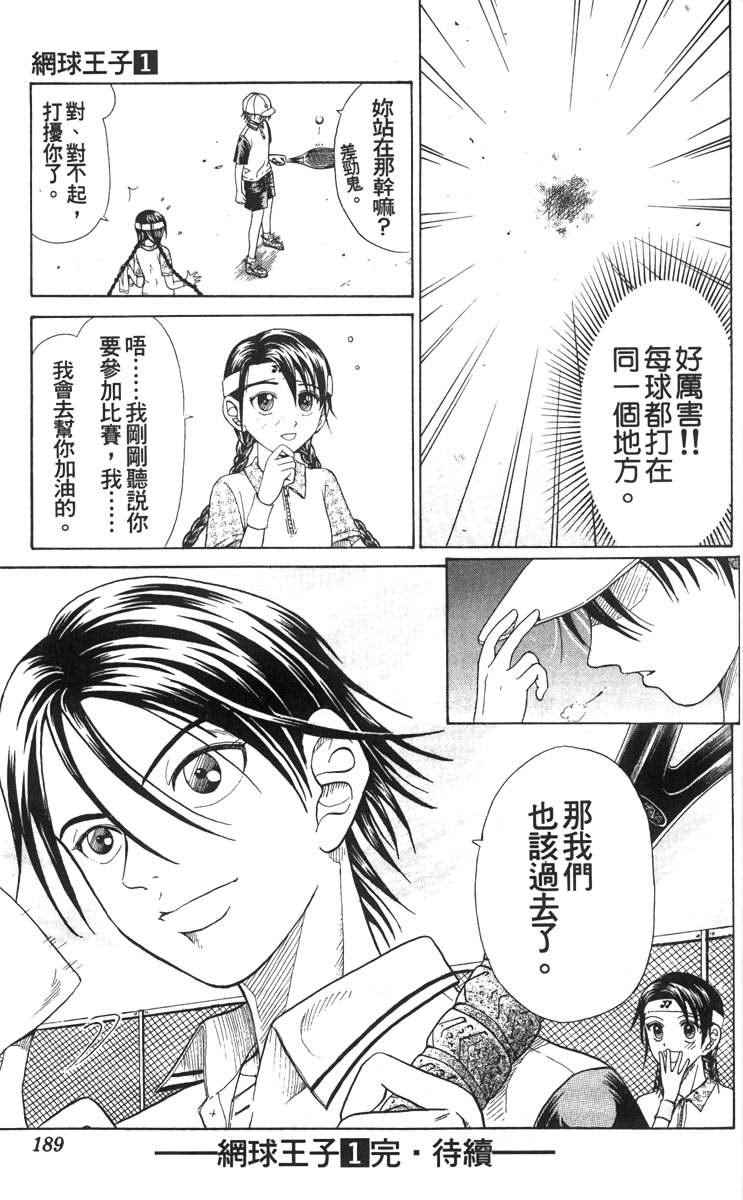 網球王子1
好厲害!!
每球都打在
同一個地方。
妳站在那幹嘛?
差勁鬼。
對、對不起,
打擾你了。
唔……我剛剛聽説你
要參加比賽,我……
我會去幫你加油的。
那我們
也該過去了。
189
網球王子1完・待續